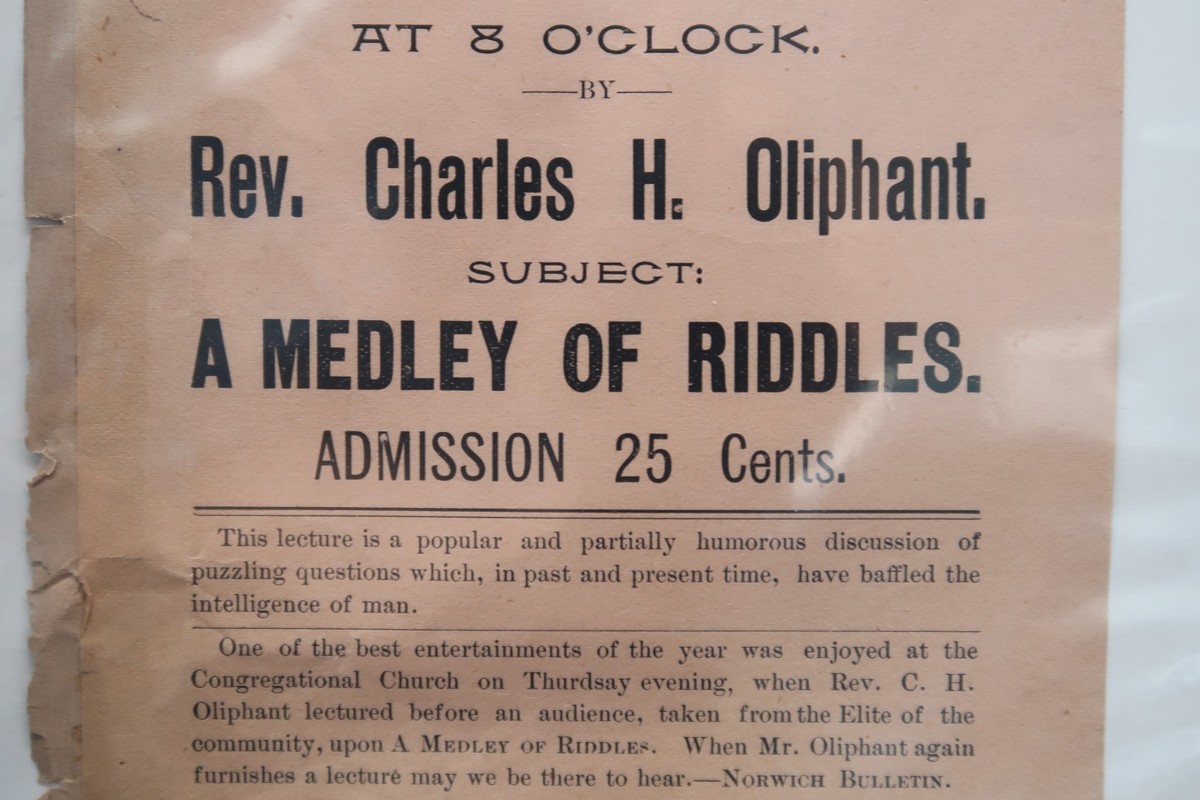 AT 8 O'CLOCK.
BY
Rev. Charles H. Oliphant.
SUBJECT:
A MEDLEY OF RIDDLES.
ADMISSION 25 Cents.
This lecture is a popular and partially humorous discussion of
puzzling questions which, in past and present time, have baffled the
intelligence of man.
One of the best entertainments of the year was enjoyed at the
Congregational Church on Thurdsay evening, when Rev. C. H.
Oliphant lectured before an audience, taken from the Elite of the
community, upon A MEDLEY OF RIDDLES. When Mr. Oliphant again
furnishes a lecture may we be there to hear.—NORWICH BULLETIN.